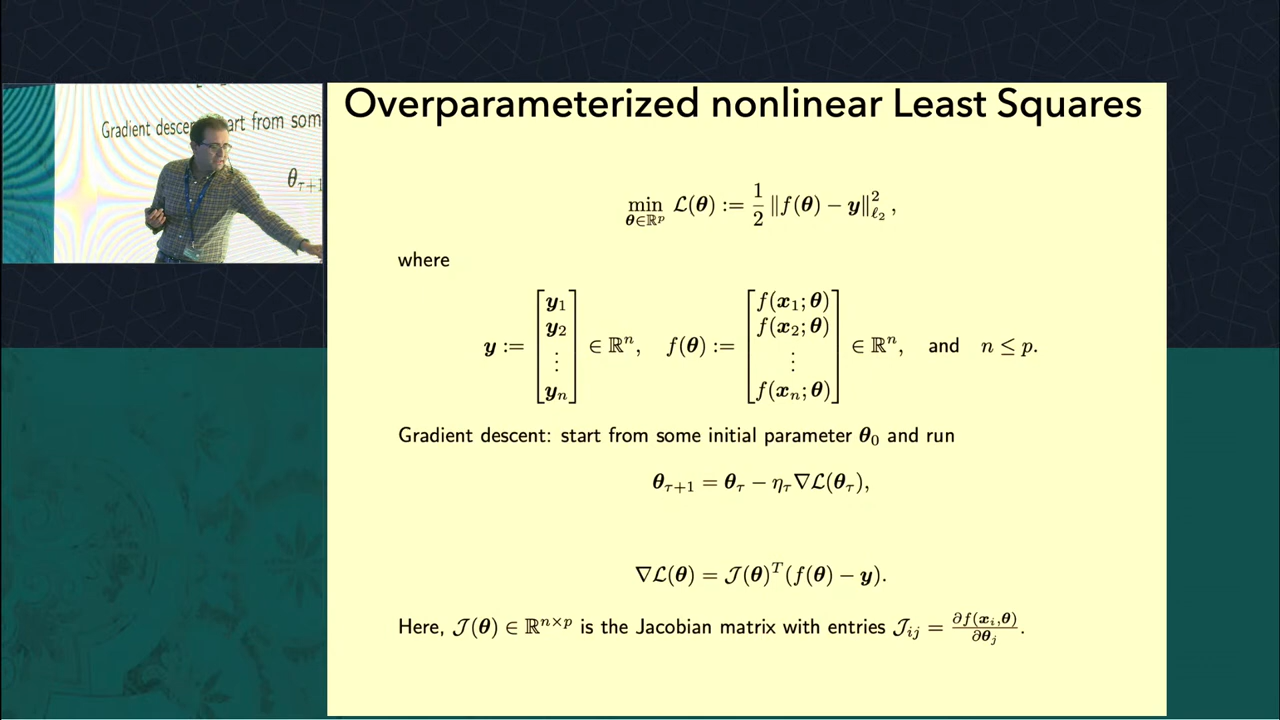 Overparameterized nonlinear Least Squares
min_{θ∈ℝ^p} ℒ(θ) := 1/2 ‖f(θ) − y‖²_{ℓ₂} ,
where
y := [y₁ y₂ ⋮ yₙ] ∈ ℝⁿ, f(θ) := [f(x₁; θ) f(x₂; θ) ⋮ f(xₙ; θ)] ∈ ℝⁿ, and n ≤ p.
Gradient descent: start from some initial parameter θ₀ and run
θ_{τ+1} = θ_τ − η_τ∇ℒ(θ_τ),
∇ℒ(θ) = 𝒥(θ)ᵀ(f(θ) − y).
Here, 𝒥(θ) ∈ ℝ^{n×p} is the Jacobian matrix with entries 𝒥_{ij} = ∂f(x_i,θ)/∂θ_j.
Gradient descen art from som
θ_{τ+1}